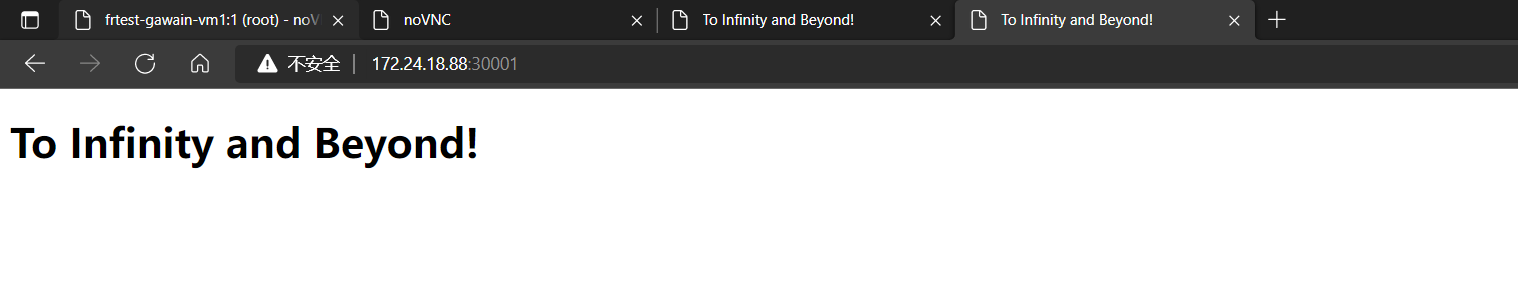 frtest-gawain-vm1:1 (root) - noV
noVNC
To Infinity and Beyond!
To Infinity and Beyond!
不安全 172.24.18.88:30001
To Infinity and Beyond!